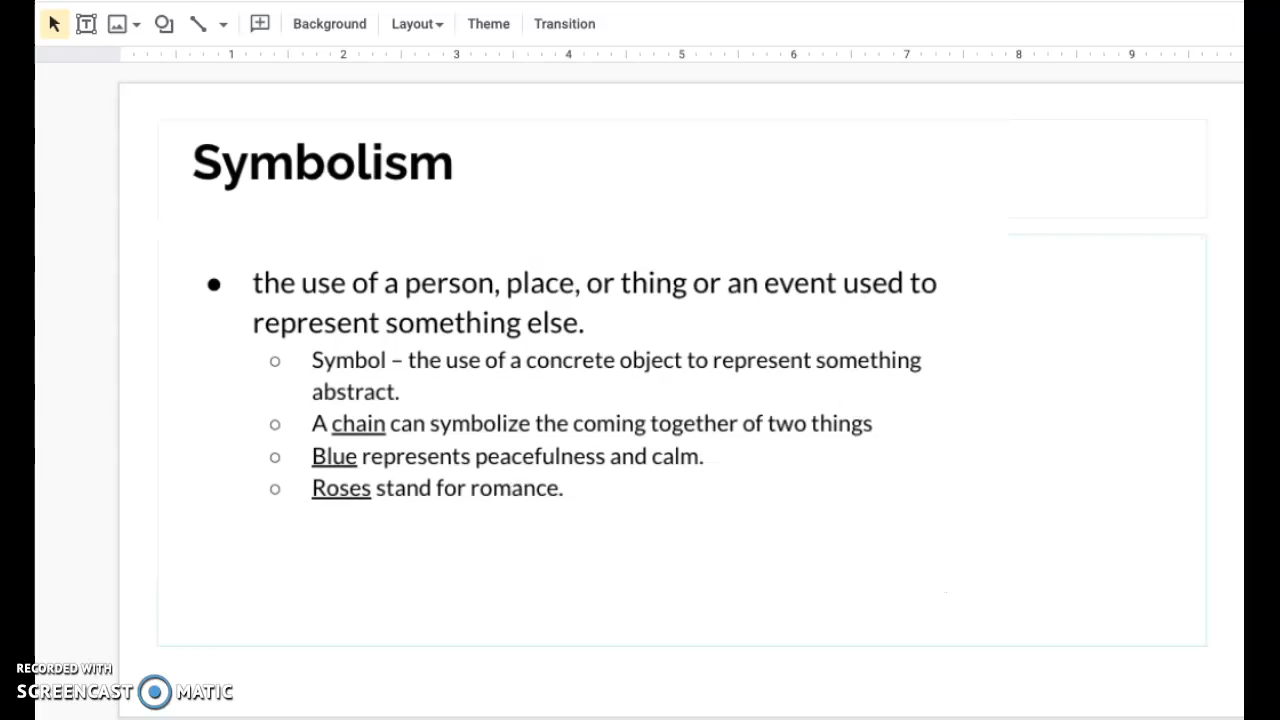 Background Layout Theme Transition
1 2 3 4 5 6 7 8 9
Symbolism
● the use of a person, place, or thing or an event used to
represent something else.
○ Symbol – the use of a concrete object to represent something
abstract.
○ A chain can symbolize the coming together of two things
○ Blue represents peacefulness and calm.
○ Roses stand for romance.
RECORDED WITH
SCREENCAST MATIC